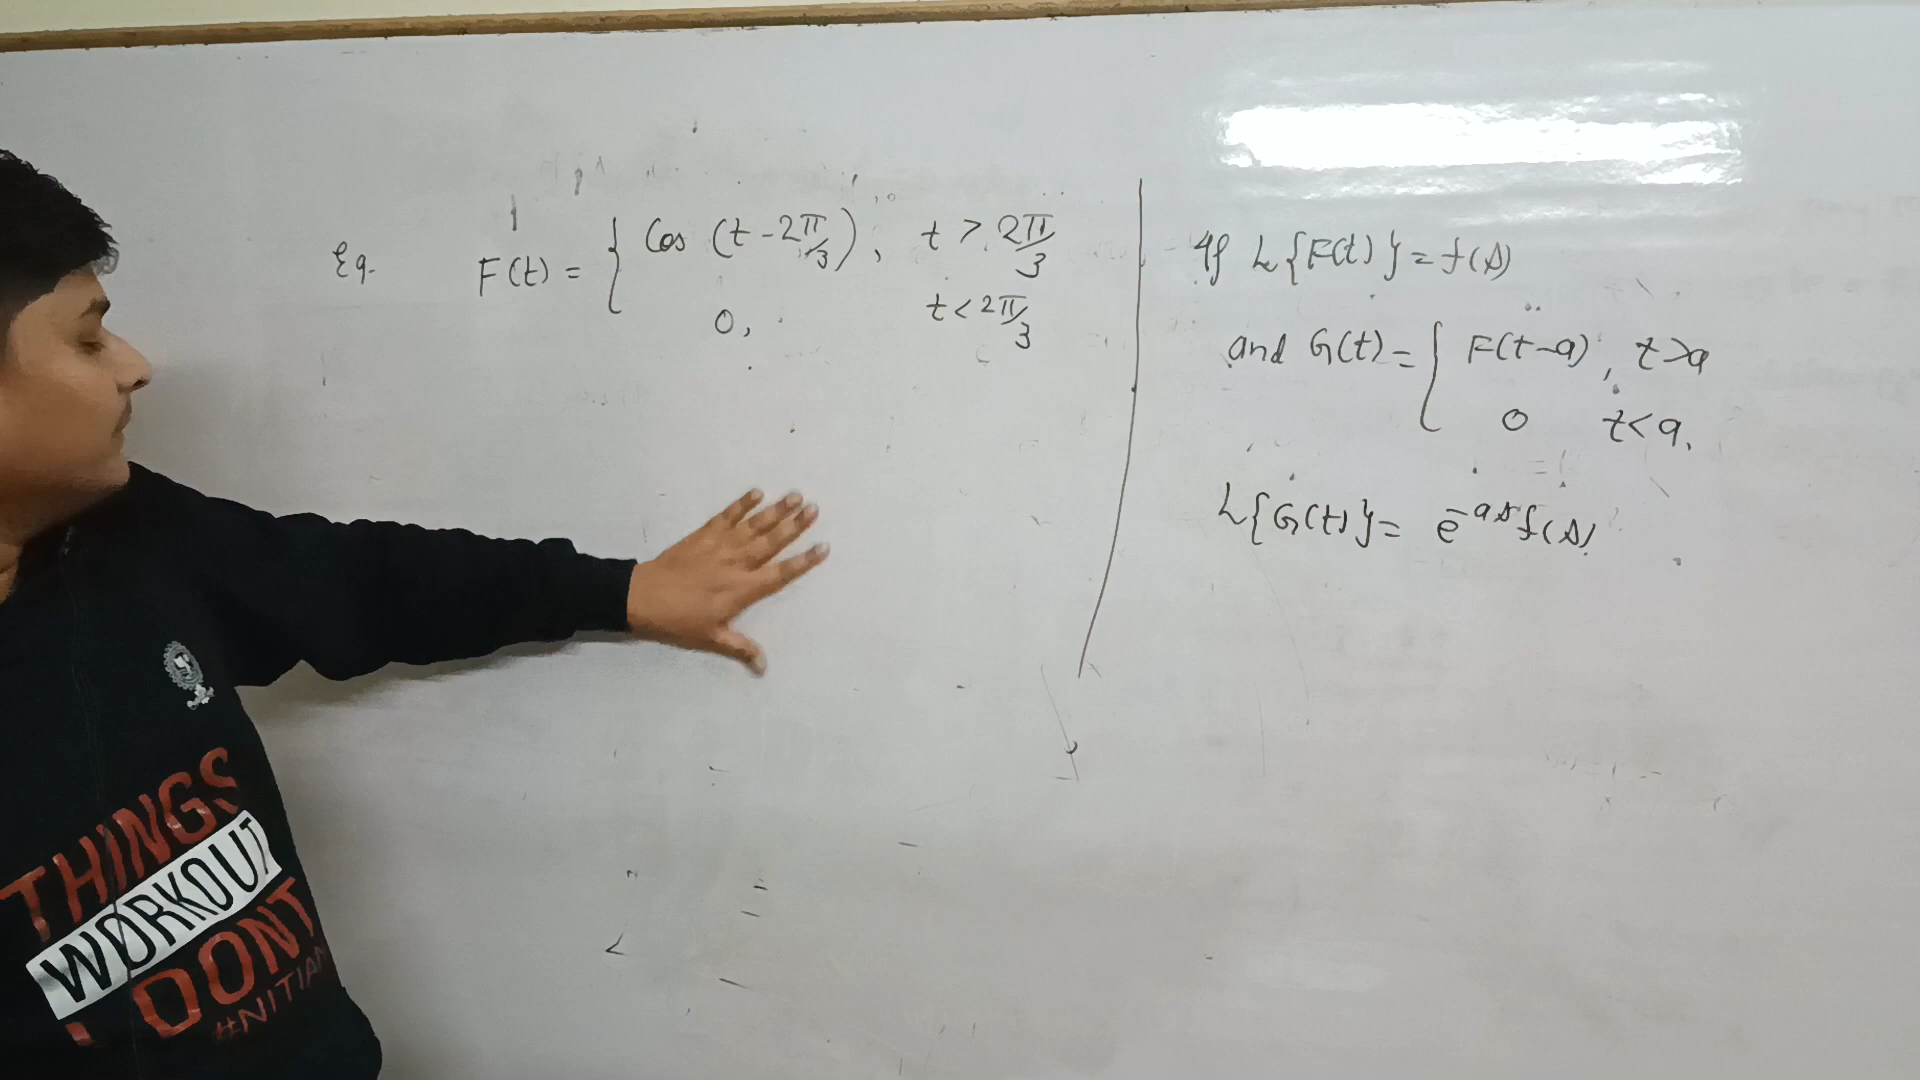 Eg. F(t) = { Cos (t - 2π/3), t > 2π/3
0, t < 2π/3
If L{F(t)} = f(s)
and G(t) = { F(t-a), t>a
0 t<a.
L{G(t)} = e^-as f(s)
THINGS
WORKOUT
I DONT
#NITIAN